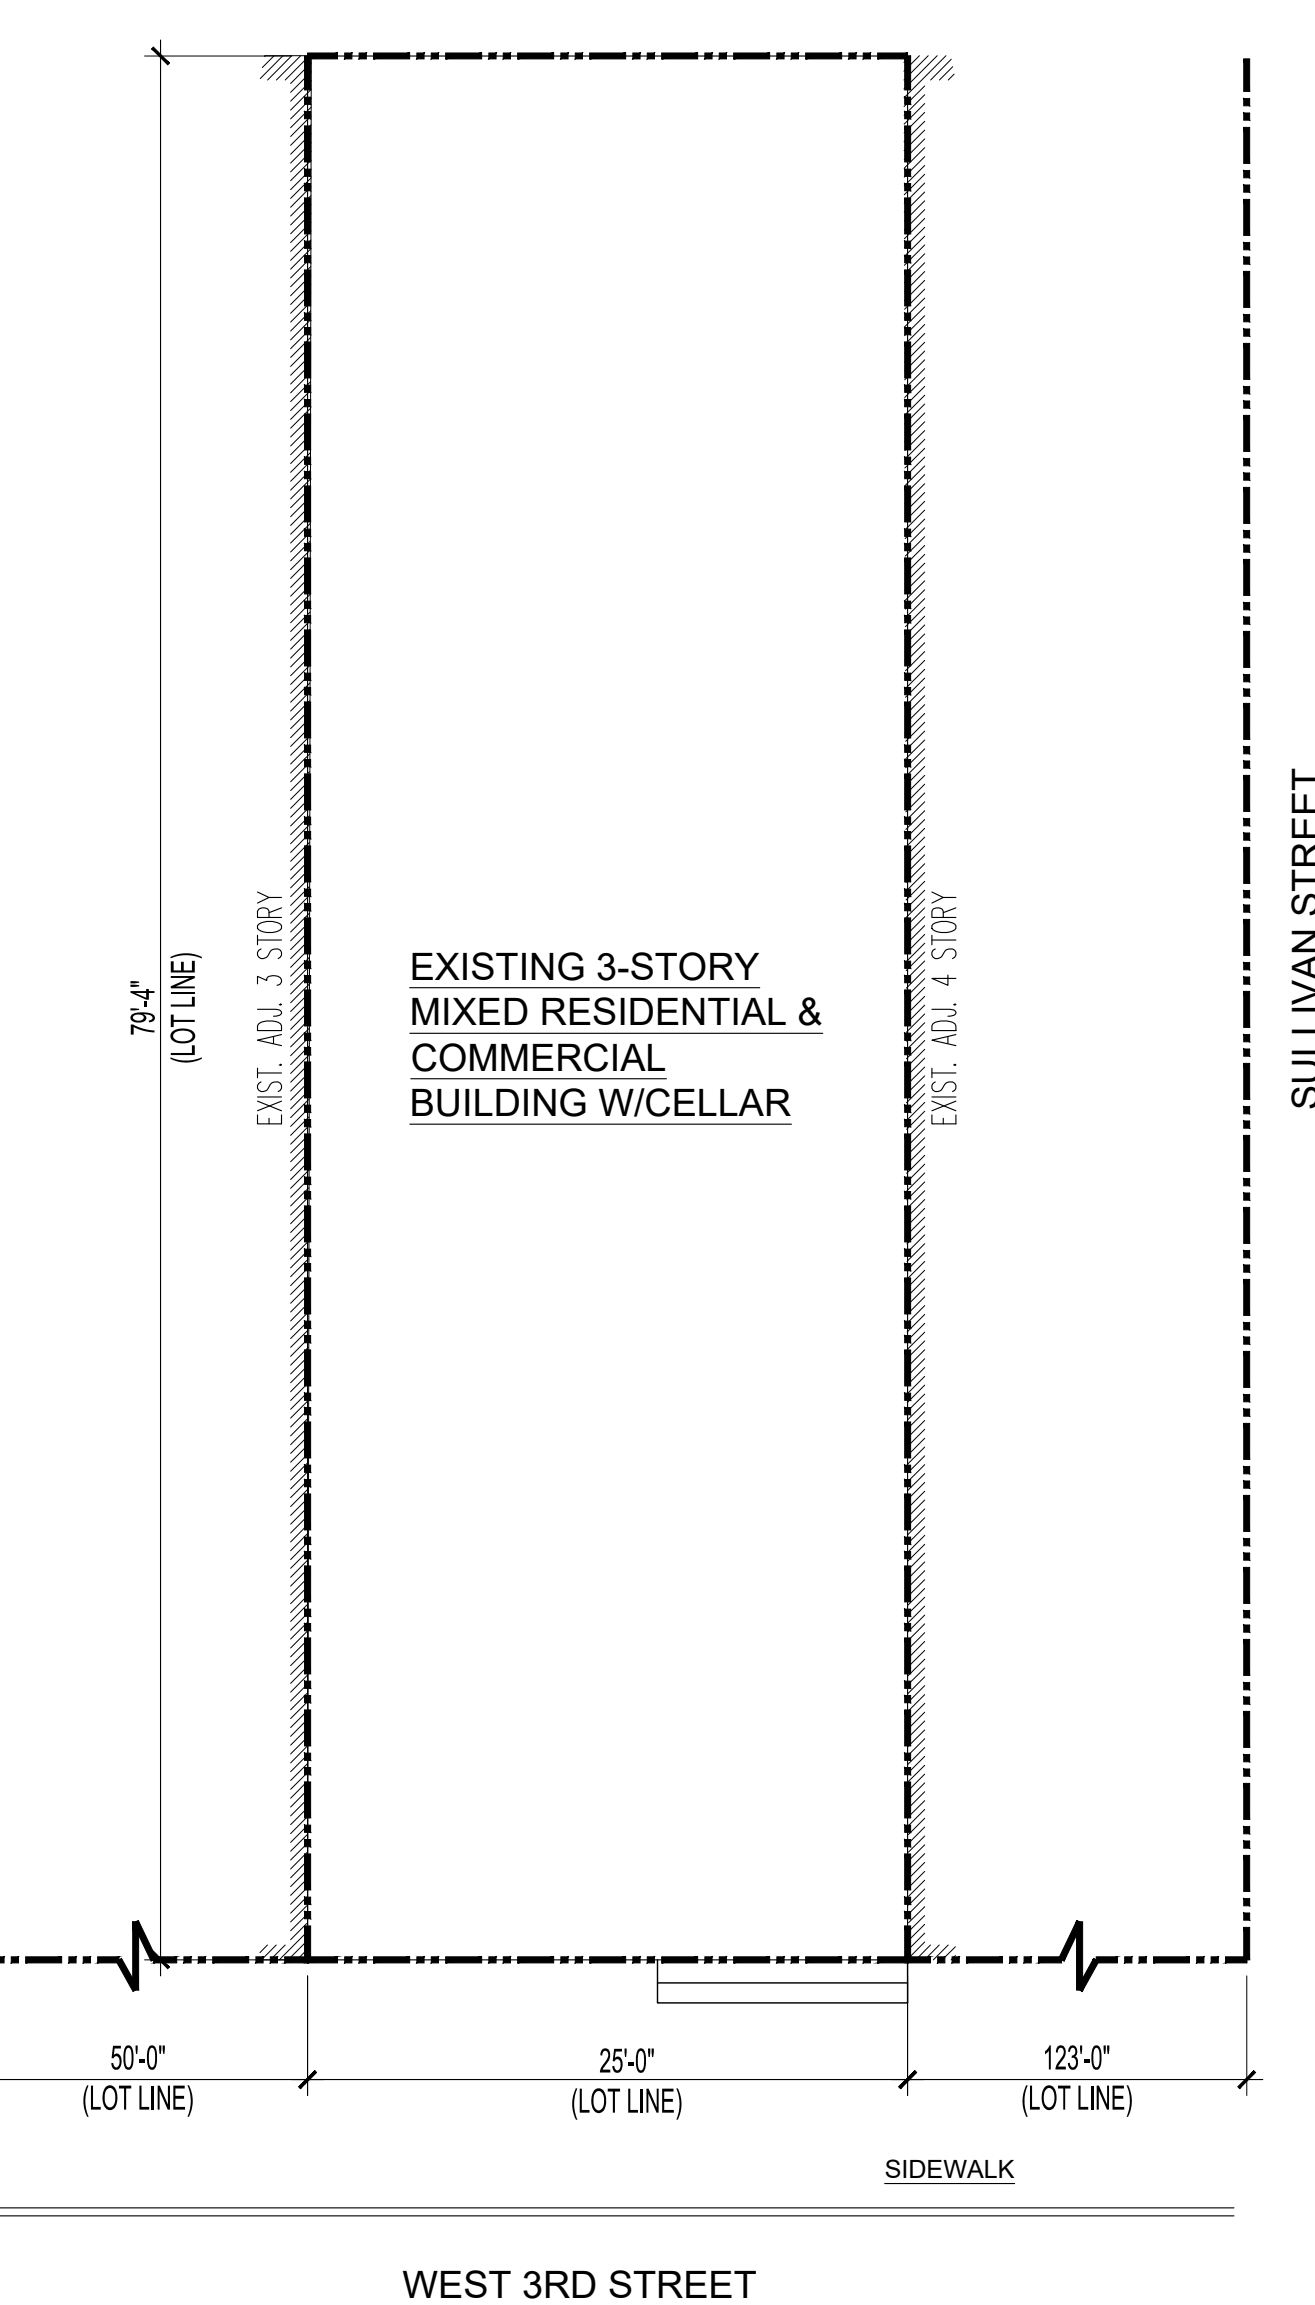 79'-4"
(LOT LINE)
EXIST. ADJ. 3 STORY
EXISTING 3-STORY
MIXED RESIDENTIAL &
COMMERCIAL
BUILDING W/CELLAR
EXIST. ADJ. 4 STORY
SULLIVAN STREET
50'-0"
(LOT LINE)
25'-0"
(LOT LINE)
123'-0"
(LOT LINE)
SIDEWALK
WEST 3RD STREET